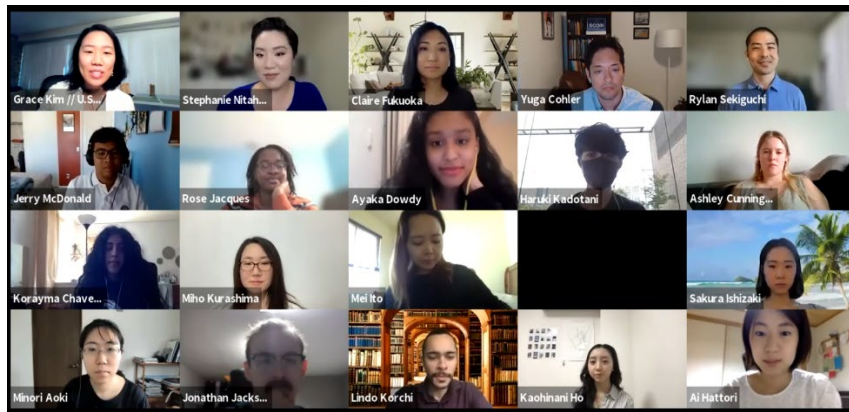 Grace Kim // U.S...
Stephanie Nitah...
Claire Fukuoka
Yuga Cohler
Rylan Sekiguchi
Jerry McDonald
Rose Jacques
Ayaka Dowdy
Haruki Kadotani
Ashley Cunning...
Korayma Chave...
Miho Kurashima
Mei Ito
Sakura Ishizaki
Minori Aoki
Jonathan Jacks...
Lindo Korchi
Kaohinani Ho
Ai Hattori